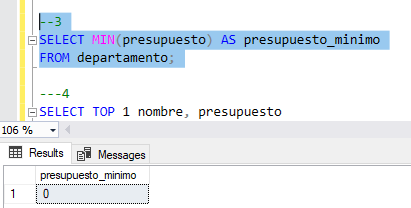 --3
SELECT MIN(presupuesto) AS presupuesto_minimo
FROM departamento;
---4
SELECT TOP 1 nombre, presupuesto
106 %
Results Messages
presupuesto_minimo
1 0